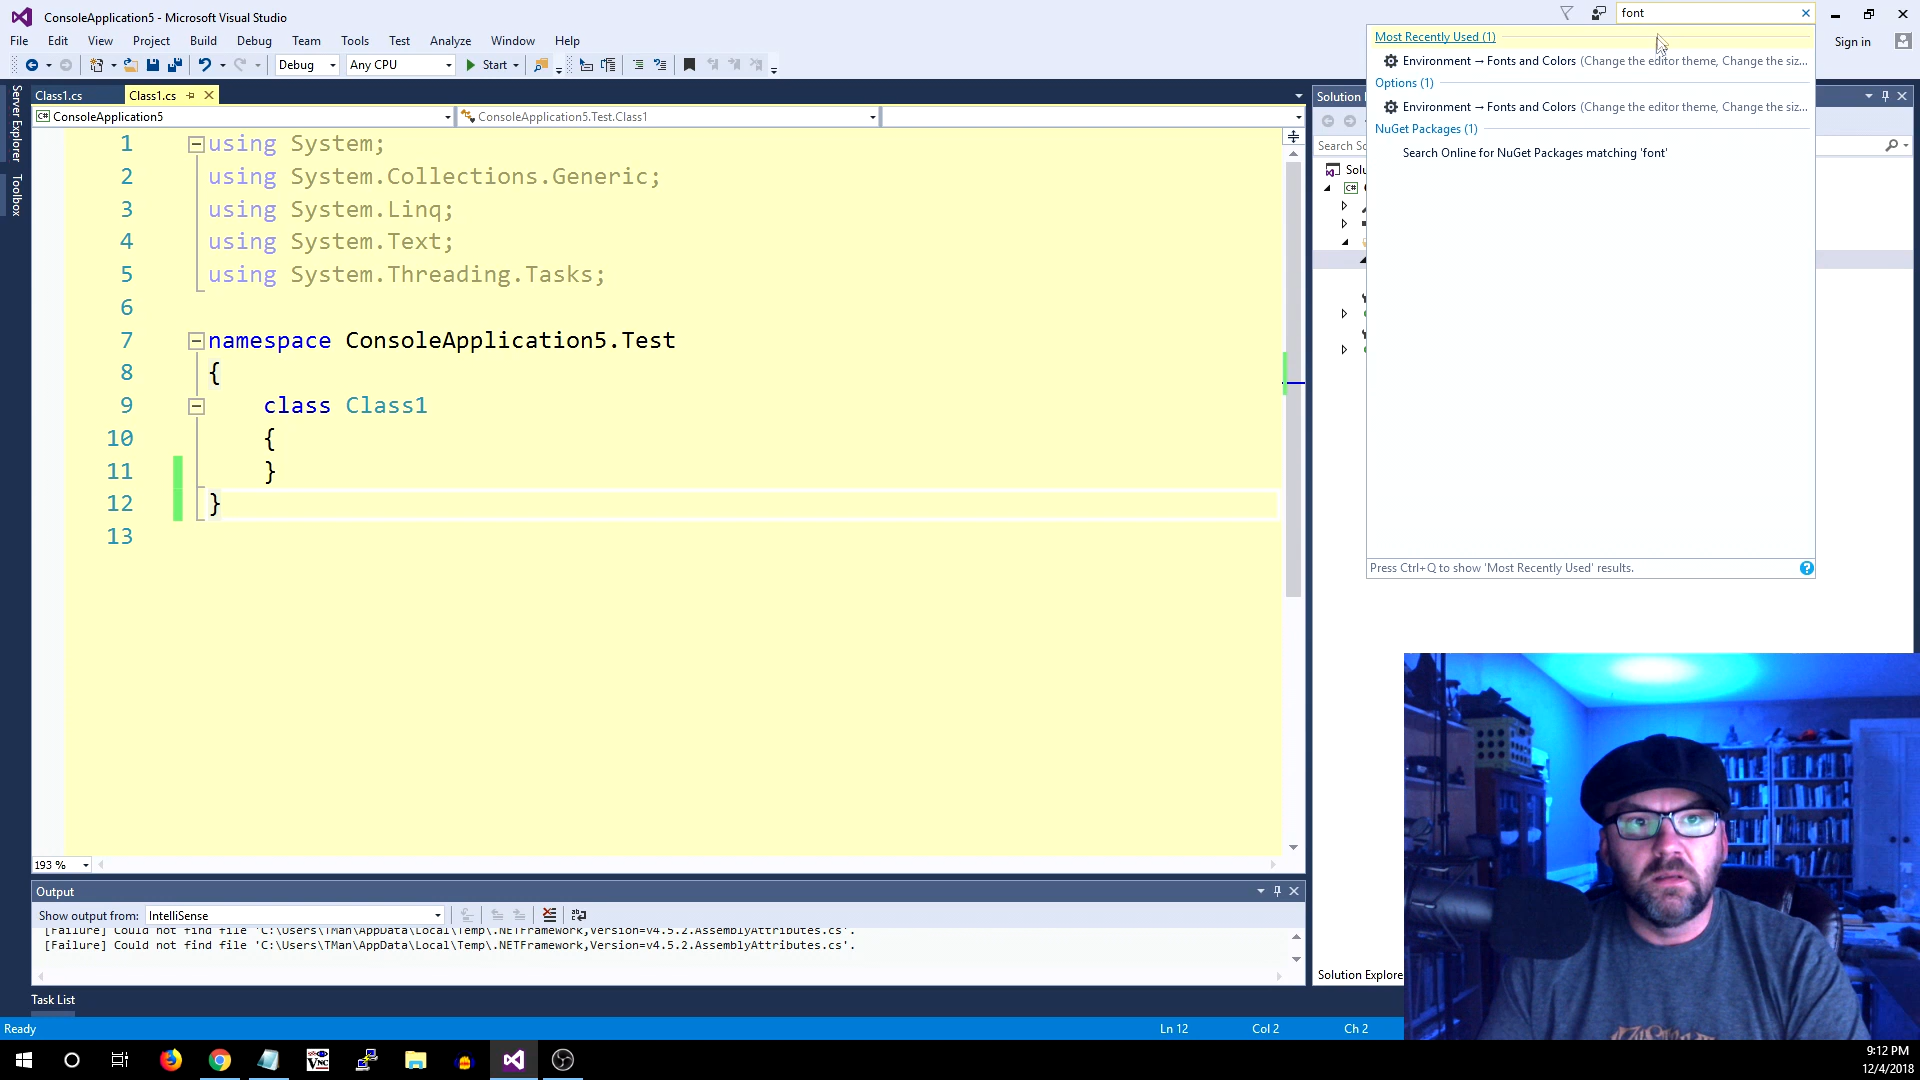 ConsoleApplication5 - Microsoft Visual Studio
font
File Edit View Project Build Debug Team Tools Test Analyze Window Help
Sign in
Debug Any CPU Start
Most Recently Used (1)
Environment → Fonts and Colors (Change the editor theme, Change the siz...
Options (1)
Environment → Fonts and Colors (Change the editor theme, Change the siz...
NuGet Packages (1)
Search Online for NuGet Packages matching 'font'
Press Ctrl+Q to show 'Most Recently Used' results.
Server Explorer
Toolbox
Class1.cs Class1.cs
ConsoleApplication5 ConsoleApplication5.Test.Class1
1 using System;
2 using System.Collections.Generic;
3 using System.Linq;
4 using System.Text;
5 using System.Threading.Tasks;
6
7 namespace ConsoleApplication5.Test
8 {
9 class Class1
10 {
11 }
12 }
13
193 %
Solution
Search So
Solu
C#
Solution Explore
Output
Show output from: IntelliSense
[Failure] Could not find file 'C:\Users\TMan\AppData\Local\Temp\.NETFramework,Version=v4.5.2.AssemblyAttributes.cs'.
[Failure] Could not find file 'C:\Users\TMan\AppData\Local\Temp\.NETFramework,Version=v4.5.2.AssemblyAttributes.cs'.
Task List
Ready Ln 12 Col 2 Ch 2
9:12 PM
12/4/2018